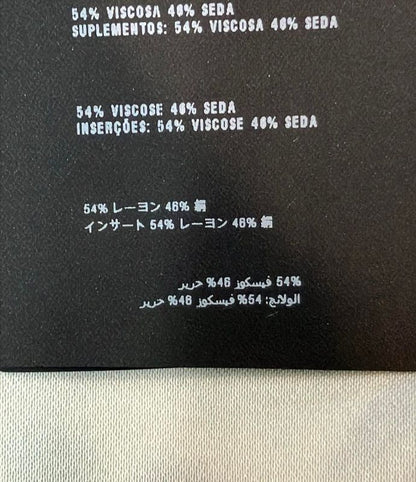 54% VISCOSA 46% SEDA
SUPLEMENTOS: 54% VISCOSA 46% SEDA
54% VISCOSE 46% SEDA
INSERÇÕES: 54% VISCOSE 46% SEDA
54% レーヨン 46% 絹
インサート 54% レーヨン 46% 絹
54% فيسكوز 46% حرير
الولائج: 54% فيسكوز 46% حرير